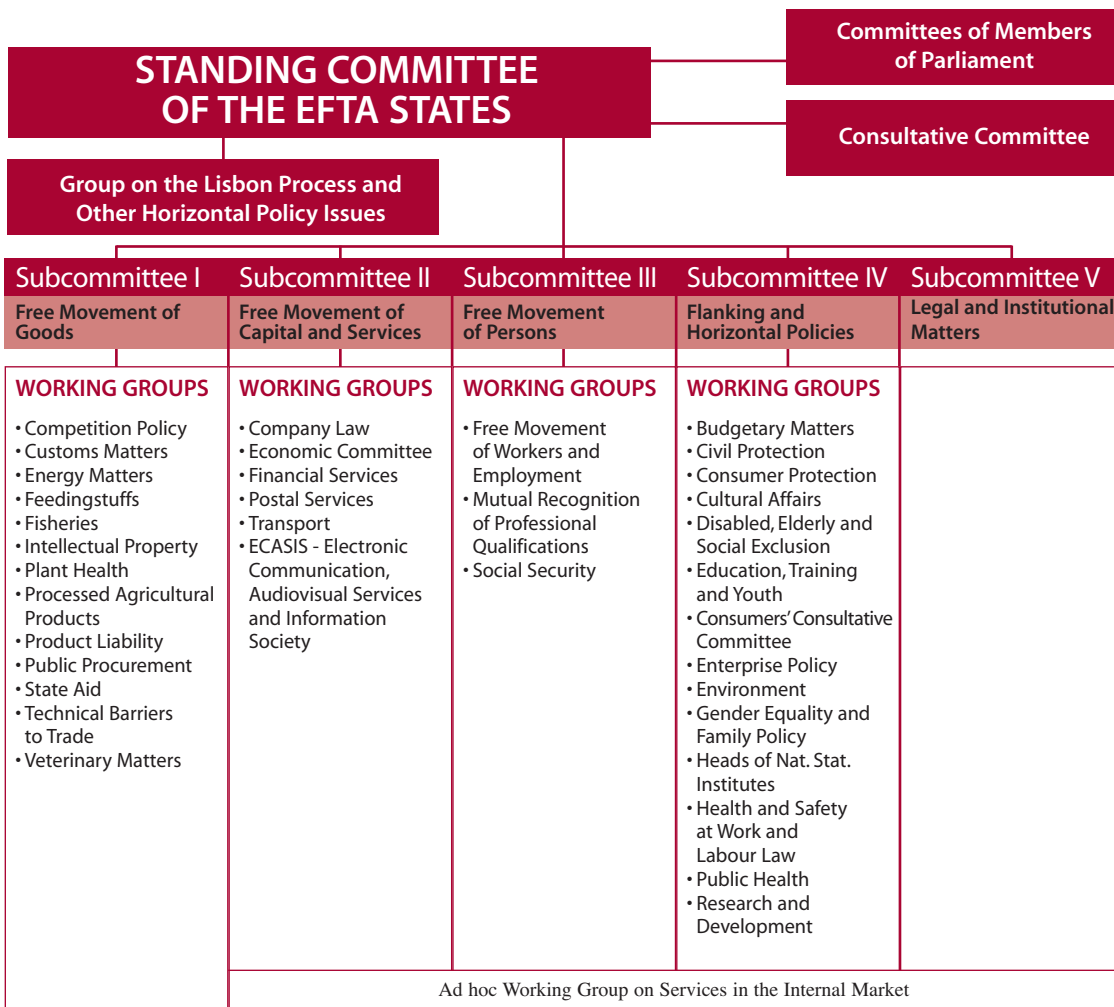 STANDING COMMITTEE
OF THE EFTA STATES
Committees of Members
of Parliament
Consultative Committee
Group on the Lisbon Process and
Other Horizontal Policy Issues
Subcommittee I
Free Movement of
Goods
WORKING GROUPS
• Competition Policy
• Customs Matters
• Energy Matters
• Feedingstuffs
• Fisheries
• Intellectual Property
• Plant Health
• Processed Agricultural
Products
• Product Liability
• Public Procurement
• State Aid
• Technical Barriers
to Trade
• Veterinary Matters
Subcommittee II
Free Movement of
Capital and Services
WORKING GROUPS
• Company Law
• Economic Committee
• Financial Services
• Postal Services
• Transport
• ECASIS - Electronic
Communication,
Audiovisual Services
and Information
Society
Subcommittee III
Free Movement
of Persons
WORKING GROUPS
• Free Movement
of Workers and
Employment
• Mutual Recognition
of Professional
Qualifications
• Social Security
Subcommittee IV
Flanking and
Horizontal Policies
WORKING GROUPS
• Budgetary Matters
• Civil Protection
• Consumer Protection
• Cultural Affairs
• Disabled, Elderly and
Social Exclusion
• Education, Training
and Youth
• Consumers' Consultative
Committee
• Enterprise Policy
• Environment
• Gender Equality and
Family Policy
• Heads of Nat. Stat.
Institutes
• Health and Safety
at Work and
Labour Law
• Public Health
• Research and
Development
Subcommittee V
Legal and Institutional
Matters
Ad hoc Working Group on Services in the Internal Market